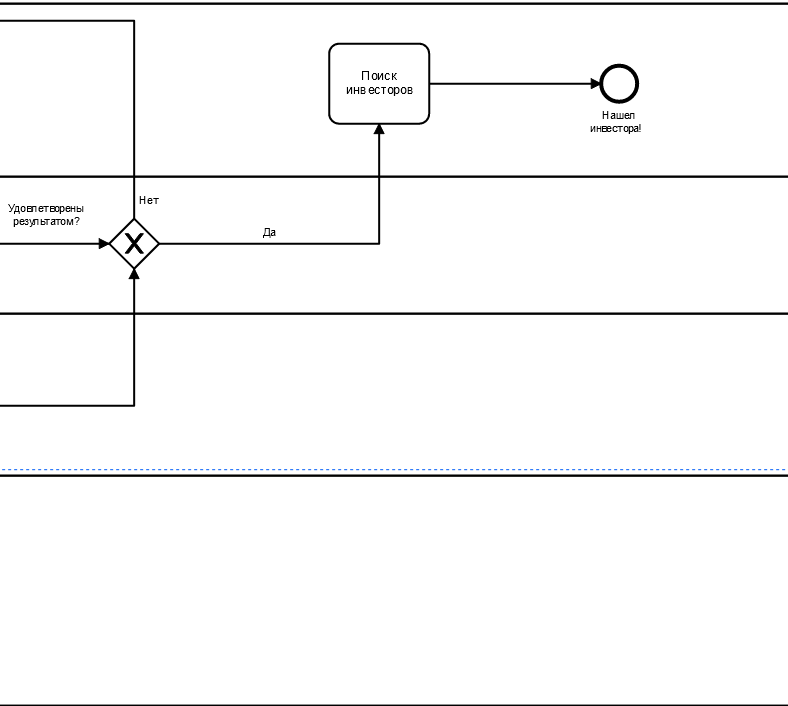 Поиск
инвесторов
Нашел
инвестора!
Нет
Удовлетворены
результатом?
Да